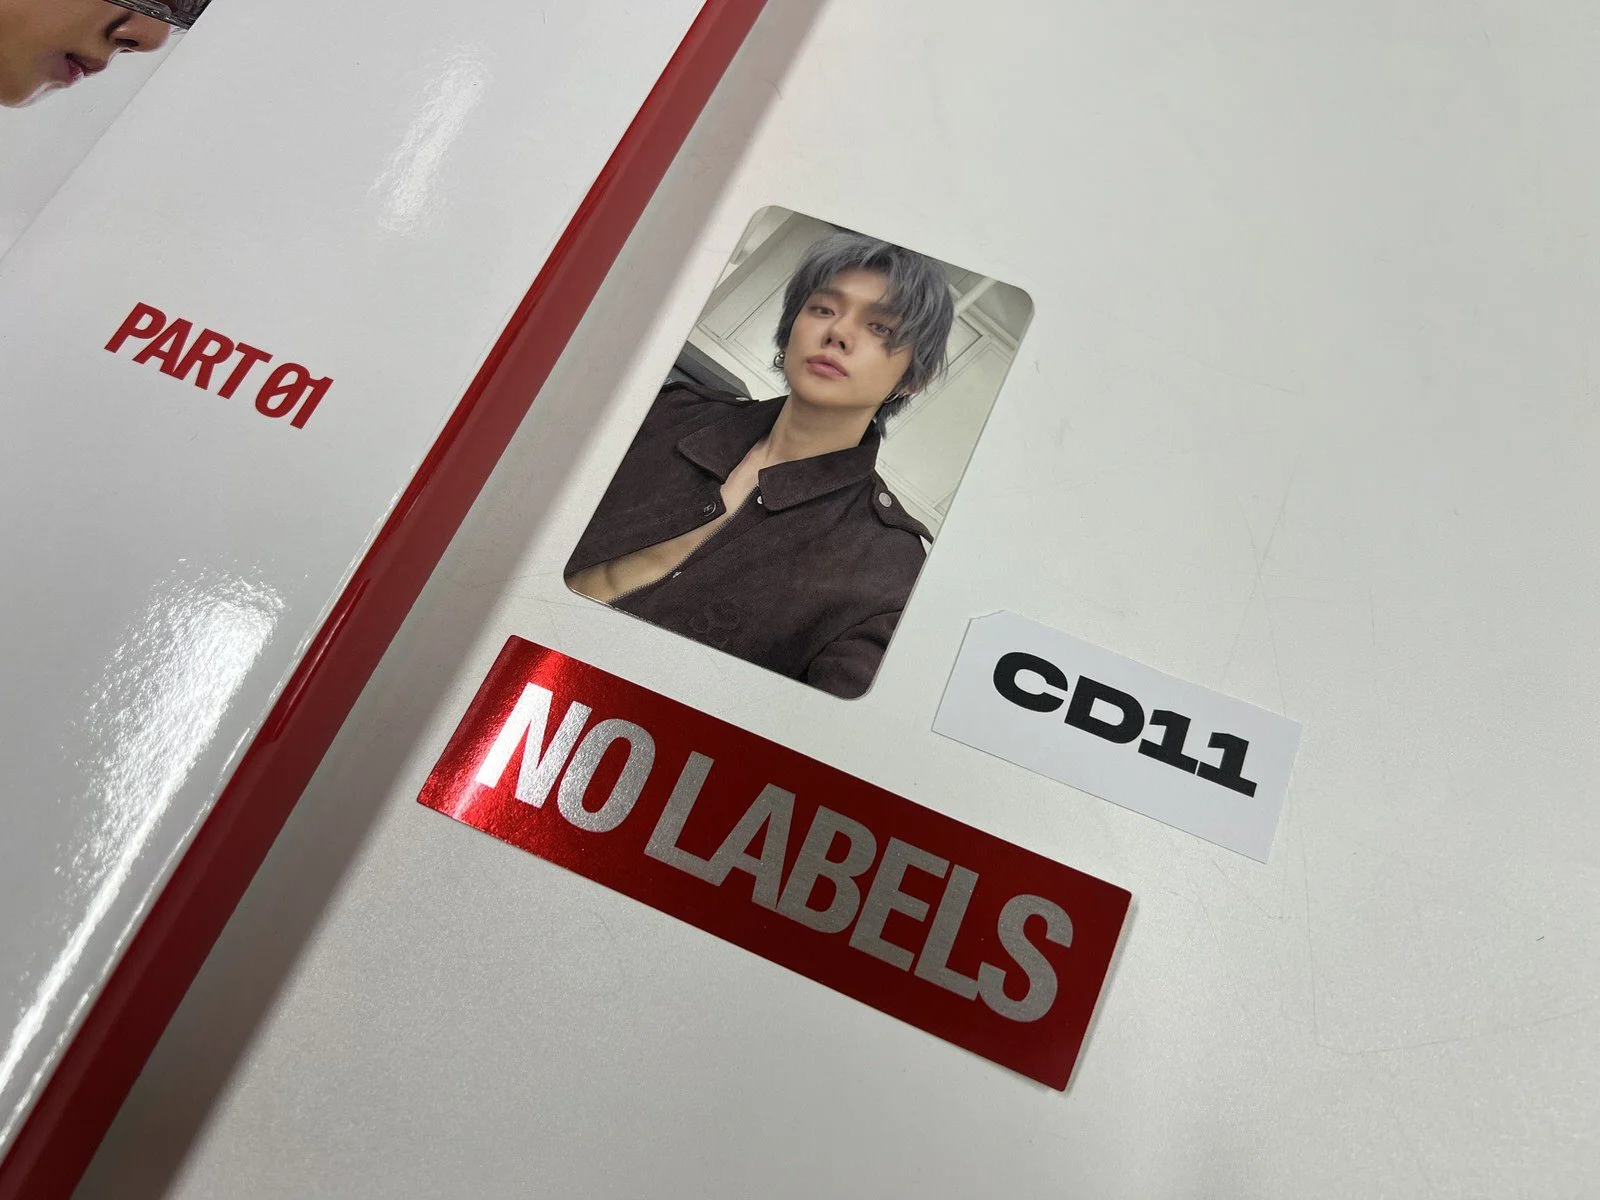 PART 01
CD11
NO LABELS